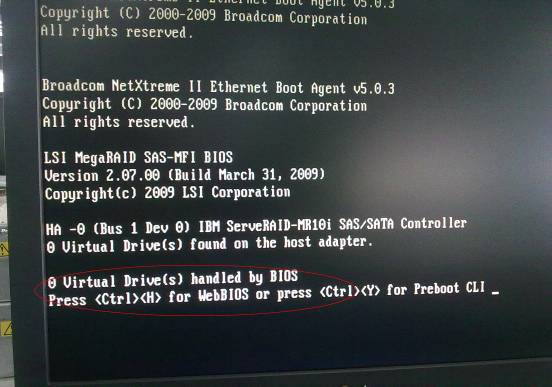 Ethernet Boot Agent v5.0.3
Copyright (C) 2000-2009 Broadcom Corporation
All rights reserved.
Broadcom NetXtreme II Ethernet Boot Agent v5.0.3
Copyright (C) 2000-2009 Broadcom Corporation
All rights reserved.
LSI MegaRAID SAS-MFI BIOS
Version 2.07.00 (Build March 31, 2009)
Copyright(c) 2009 LSI Corporation
HA -0 (Bus 1 Dev 0) IBM ServeRAID-MR10i SAS/SATA Controller
0 Virtual Drive(s) found on the host adapter.
0 Virtual Drive(s) handled by BIOS
Press <Ctrl><H> for WebBIOS or press <Ctrl><Y> for Preboot CLI _